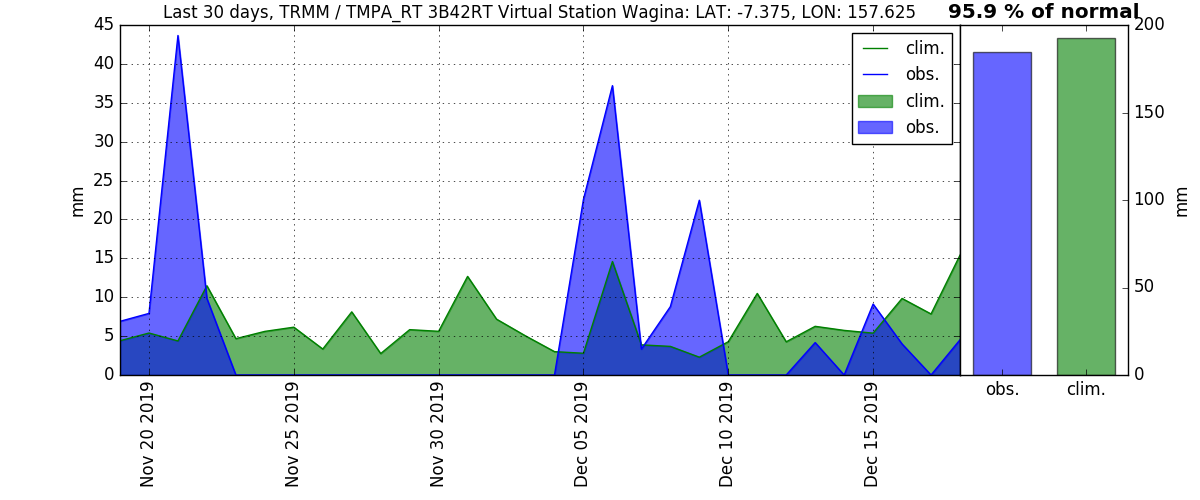 Last 30 days, TRMM / TMPA_RT 3B42RT Virtual Station Wagina: LAT: -7.375, LON: 157.625
95.9 % of normal
45
40
35
30
25
20
15
10
5
0
mm
clim.
obs.
clim.
obs.
Nov 20 2019
Nov 25 2019
Nov 30 2019
Dec 05 2019
Dec 10 2019
Dec 15 2019
200
150
100
50
0
mm
obs.
clim.